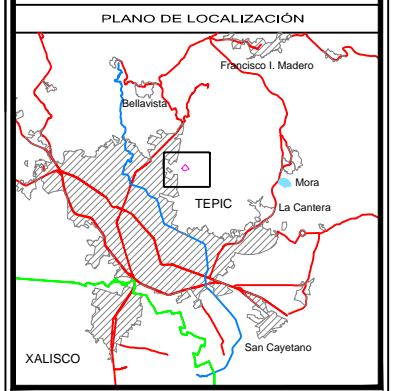 PLANO DE LOCALIZACIÓN
Francisco I. Madero
Bellavista
Mora
TEPIC
La Cantera
San Cayetano
XALISCO